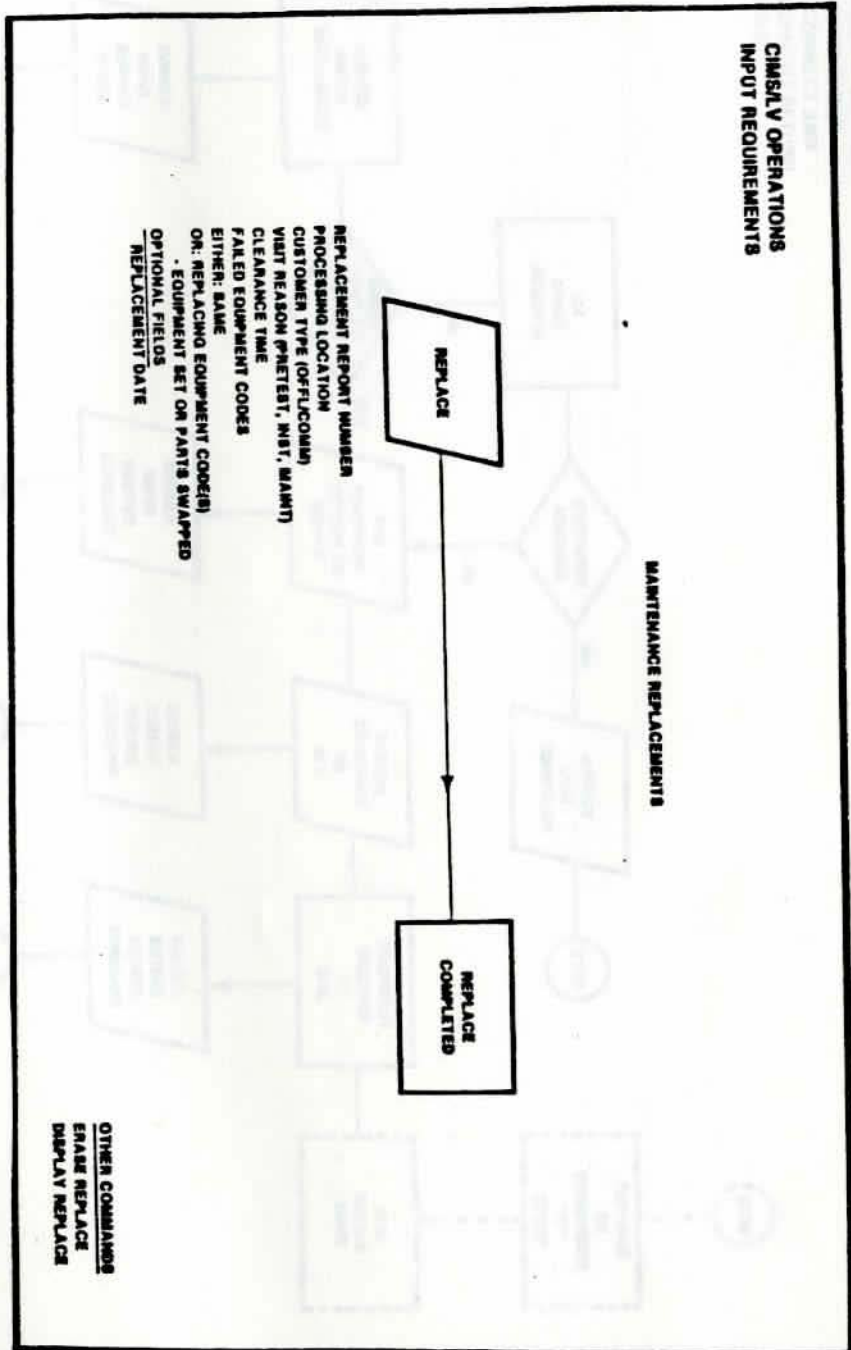 CIMS/LV OPERATIONS
INPUT REQUIREMENTS
MAINTENANCE REPLACEMENTS
REPLACE
REPLACE
COMPLETED
REPLACEMENT REPORT NUMBER
PROCESSING LOCATION
CUSTOMER TYPE (OFFL/COMM)
VISIT REASON (PRETEST, INST, MAINT)
CLEARANCE TIME
FAILED EQUIPMENT CODES
EITHER: SAME
OR: REPLACING EQUIPMENT CODE(S)
- EQUIPMENT SET OR PARTS SWAPPED
OPTIONAL FIELDS
REPLACEMENT DATE
OTHER COMMANDS
ERASE REPLACE
DISPLAY REPLACE